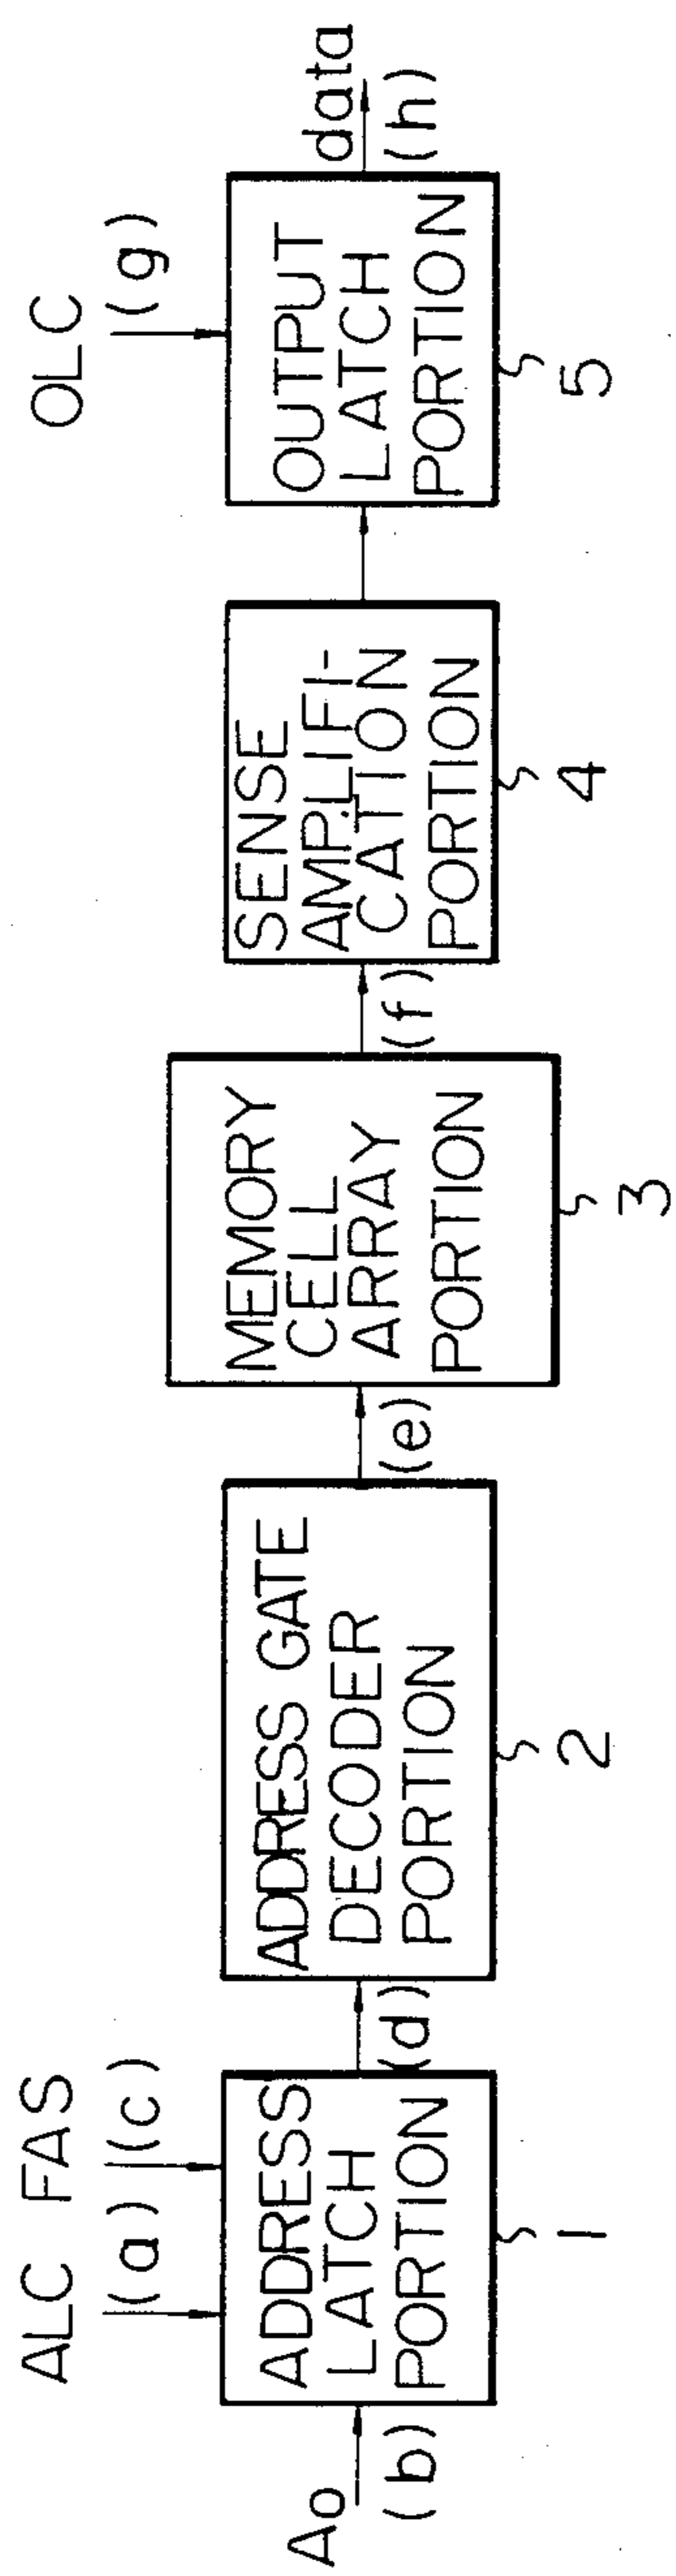 ALC FAS
(a) (c)
A0
(b)
ADDRESS
LATCH
PORTION
1
(d)
ADDRESS GATE
DECODER
PORTION
2
(e)
MEMORY
CELL
ARRAY
PORTION
3
(f)
SENSE
AMPLIFI-
CATION
PORTION
4
OLC
(g)
OUTPUT
LATCH
PORTION
5
data
(h)